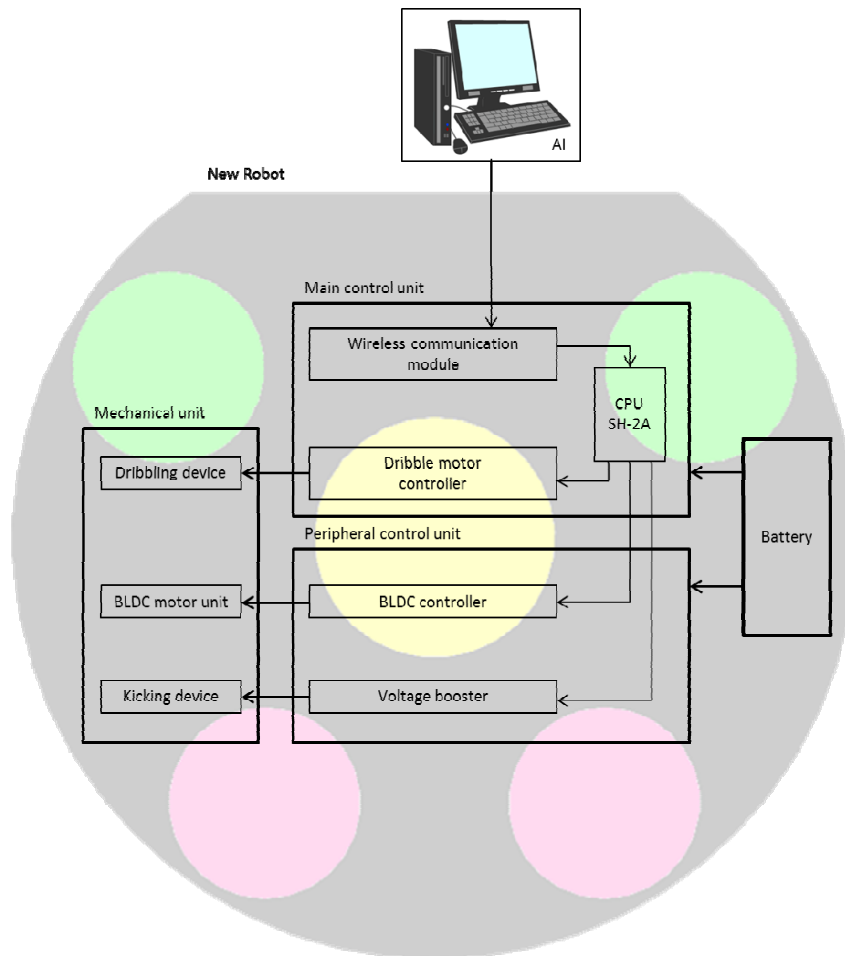 AI
New Robot
Main control unit
Wireless communication
module
CPU
SH-2A
Mechanical unit
Dribbling device
Dribble motor
controller
Battery
Peripheral control unit
BLDC motor unit
BLDC controller
Kicking device
Voltage booster